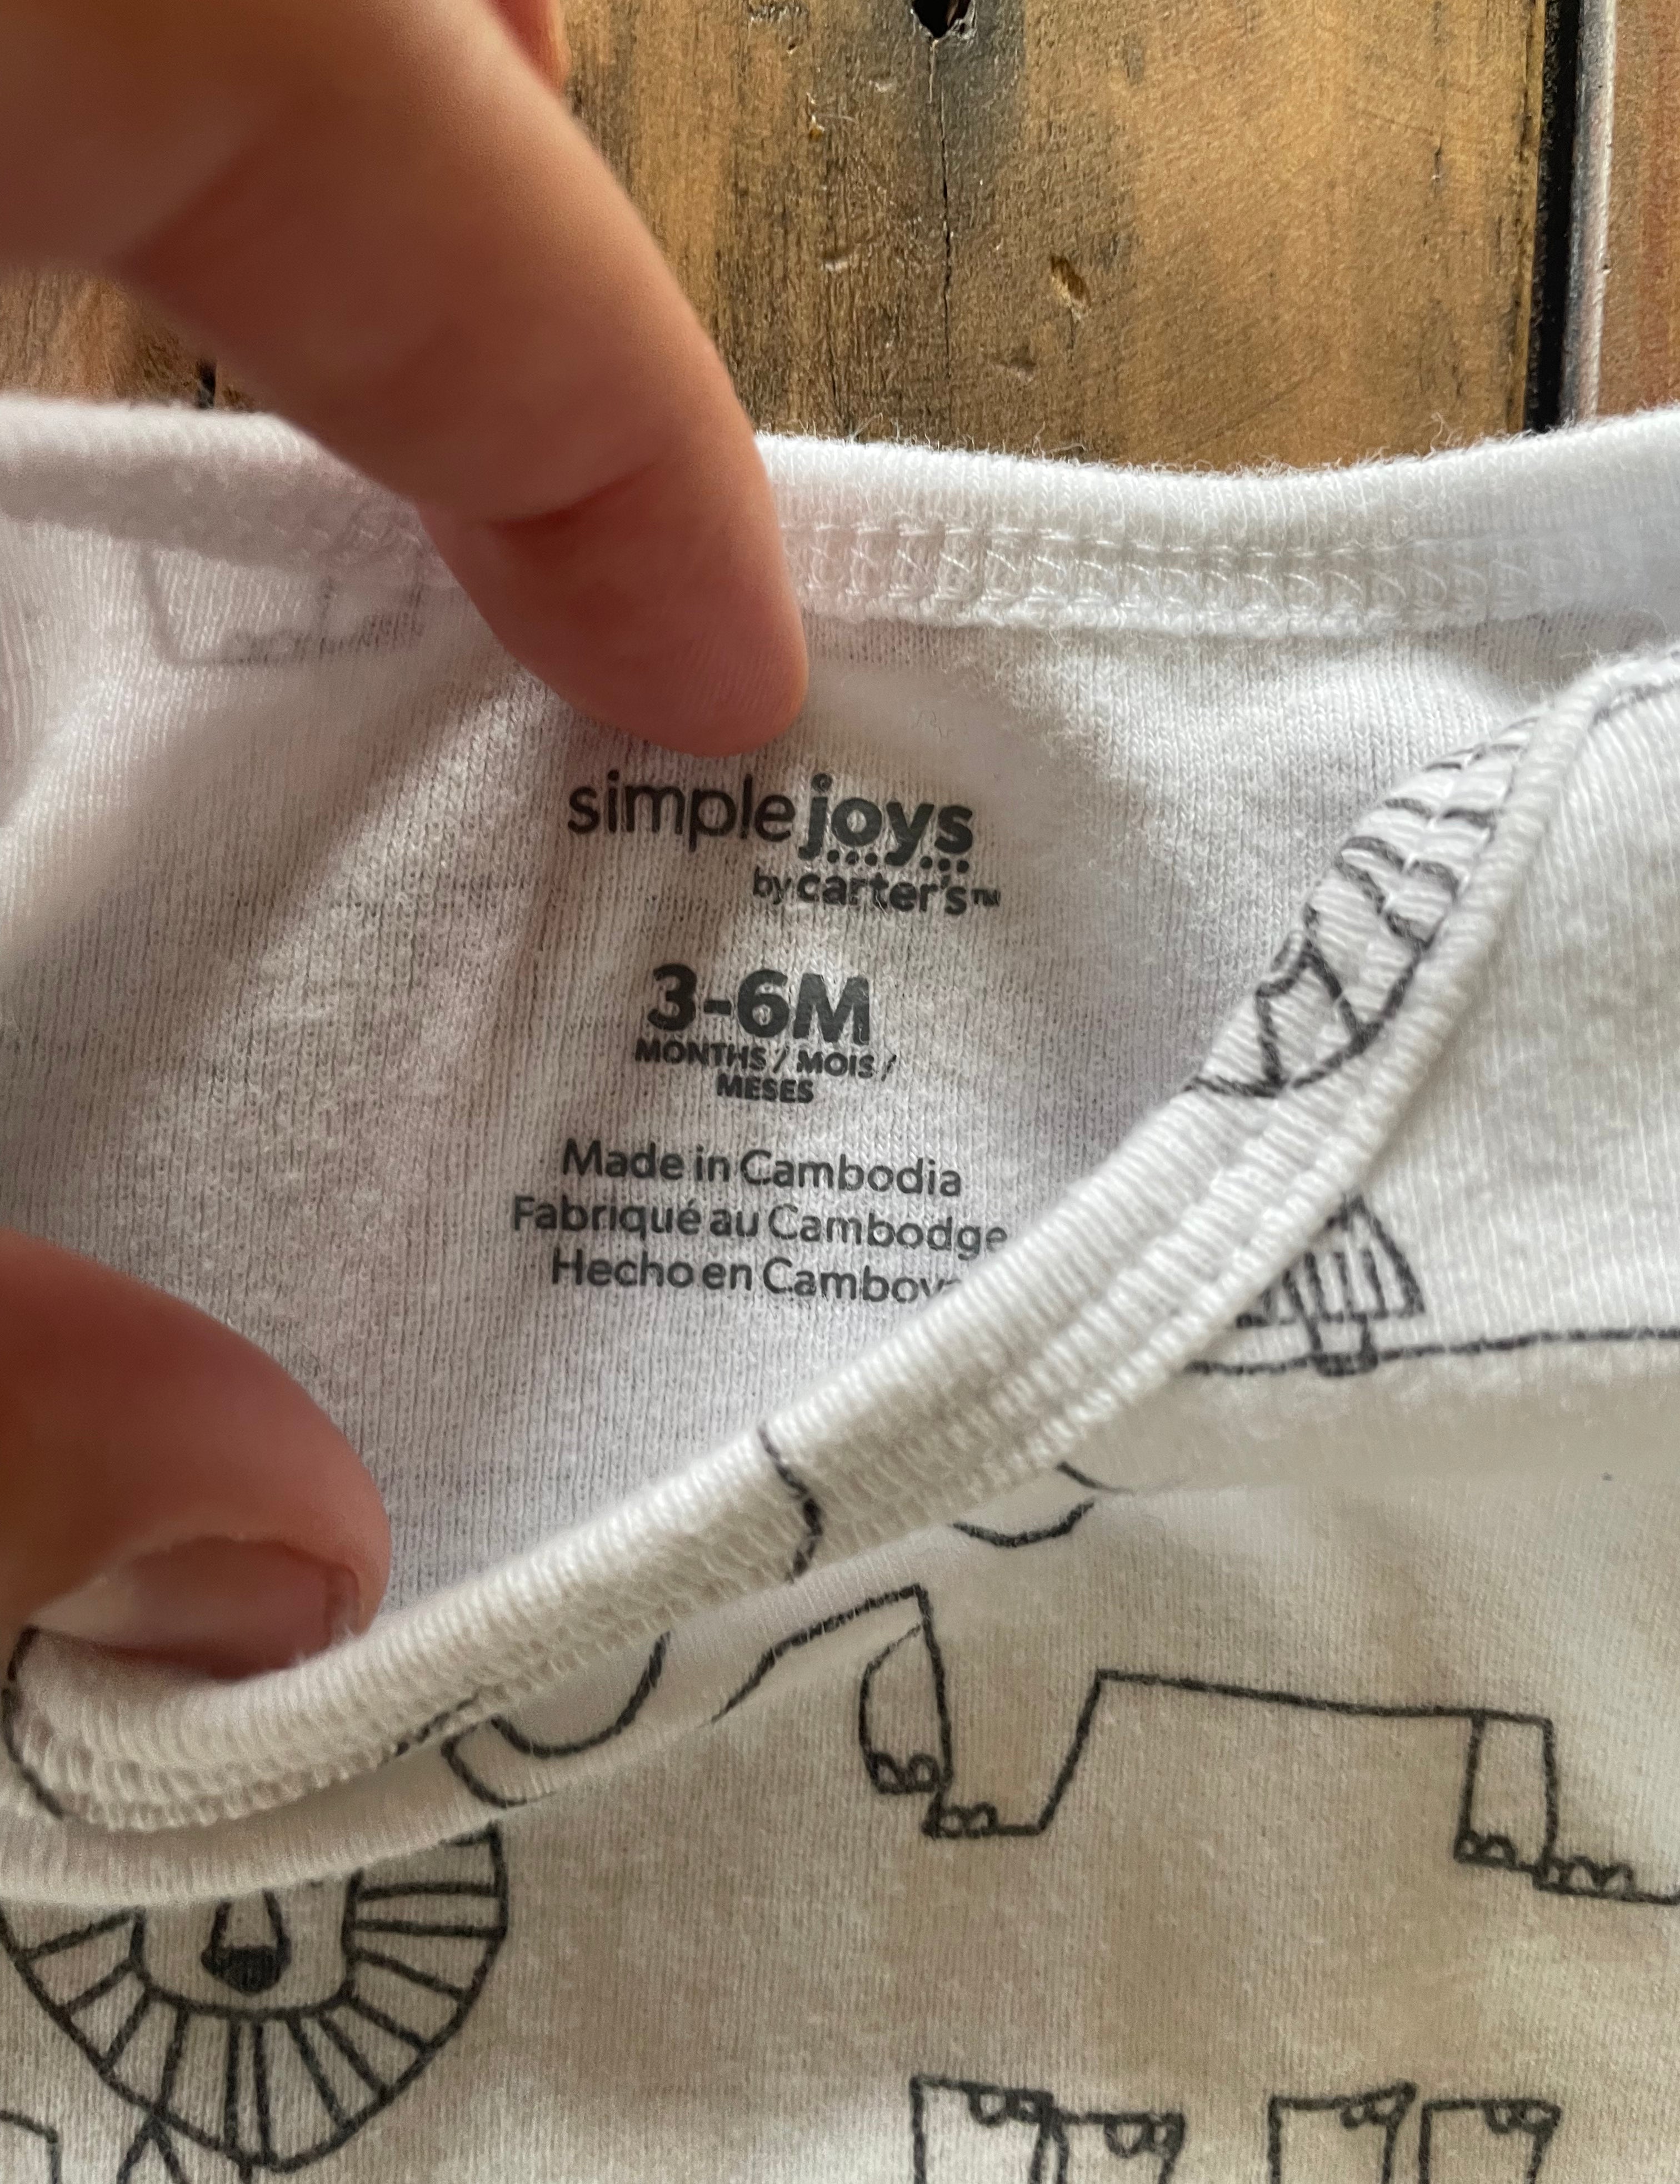 simple joys
by carter's™
3-6M
MONTHS / MOIS /
MESES
Made in Cambodia
Fabriqué au Cambodge
Hecho en